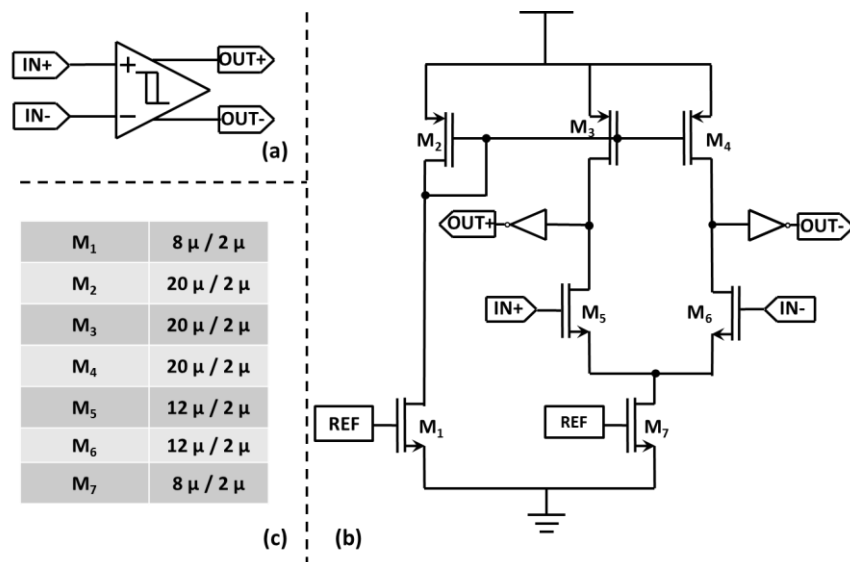 IN+
OUT+
IN-
OUT-
(a)
M1 8 μ / 2 μ
M2 20 μ / 2 μ
M3 20 μ / 2 μ
M4 20 μ / 2 μ
M5 12 μ / 2 μ
M6 12 μ / 2 μ
M7 8 μ / 2 μ
(c)
M2
M3
M4
OUT+
OUT-
IN+
M5
M6
IN-
REF
M1
REF
M7
(b)